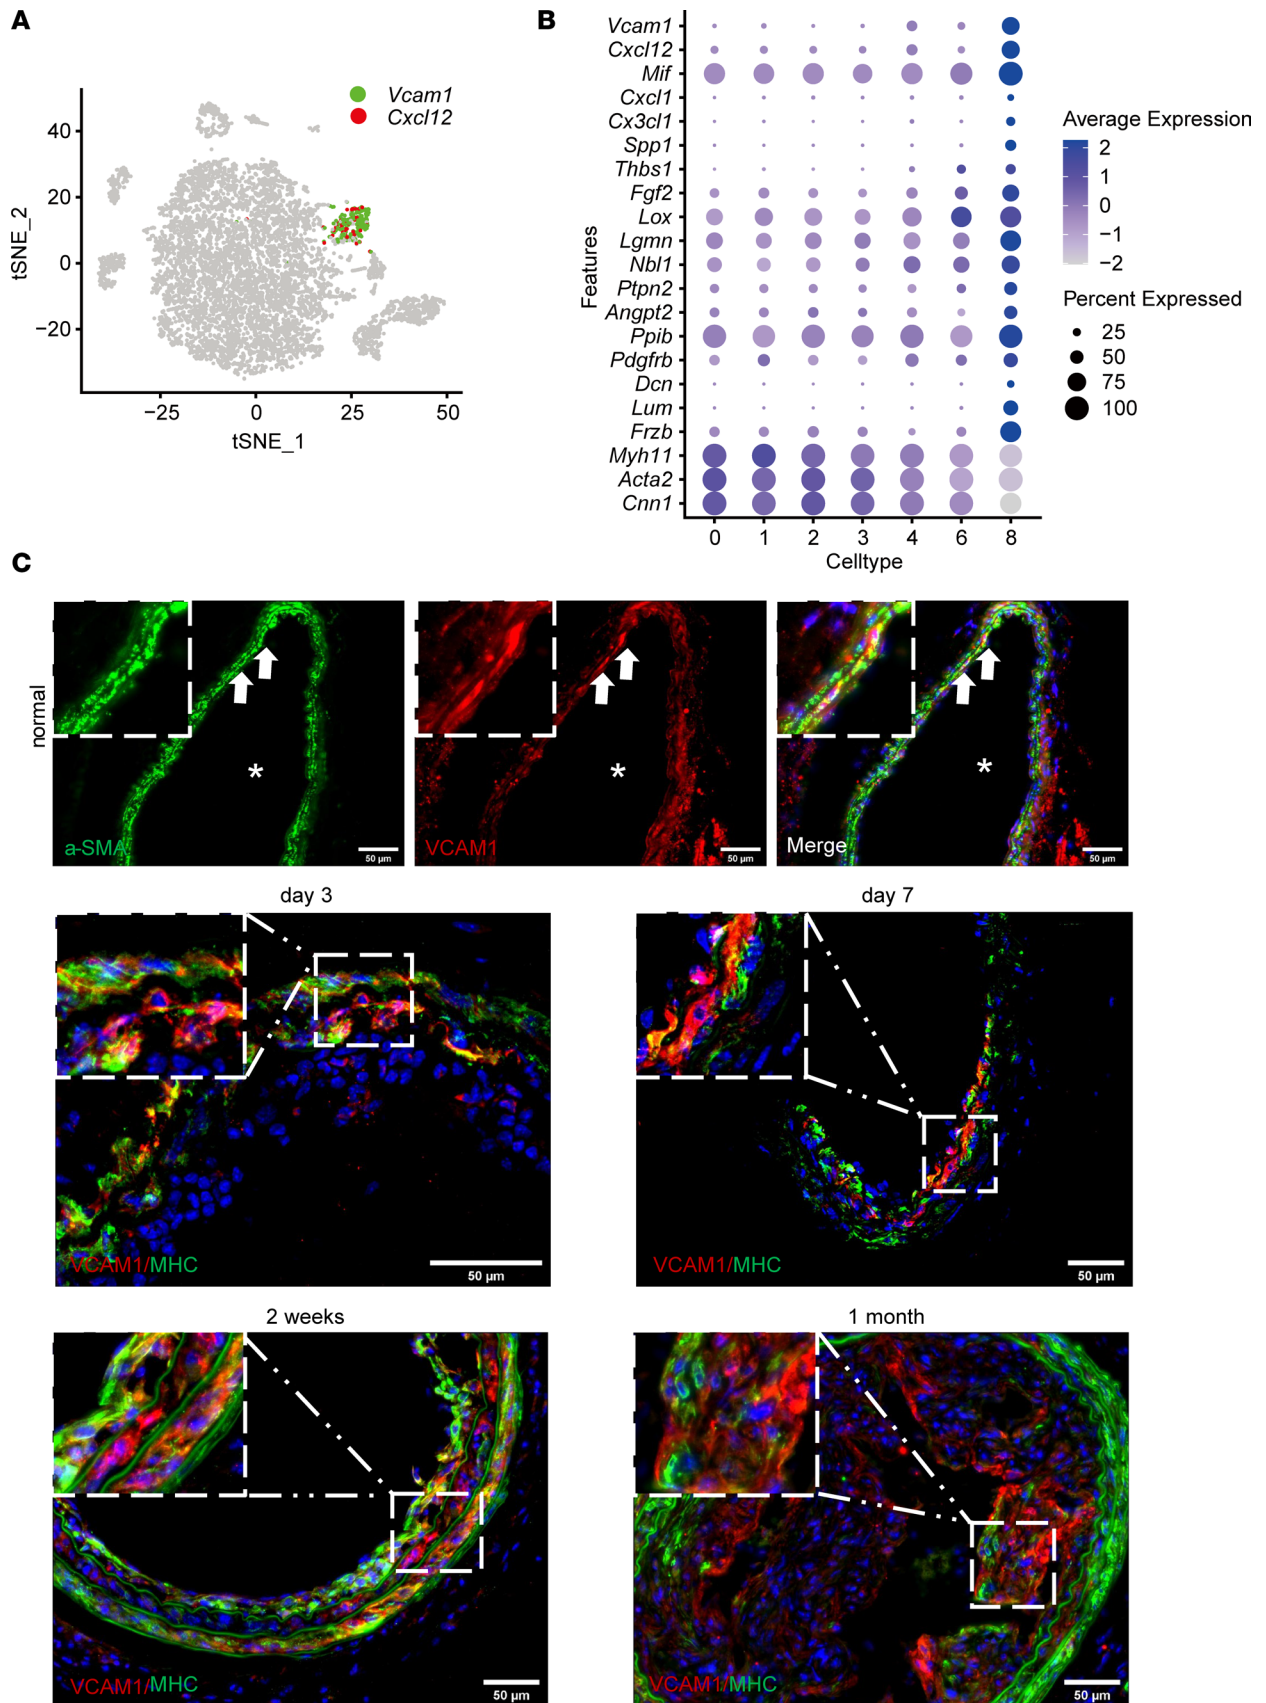 A
Vcam1
Cxcl12
40
20
0
−20
tSNE_2
−25
0
25
50
tSNE_1
B
Vcam1
Cxcl12
Mif
Cxcl1
Cx3cl1
Spp1
Thbs1
Fgf2
Lox
Lgmn
Nbl1
Ptpn2
Angpt2
Ppib
Pdgfrb
Dcn
Lum
Frzb
Myh11
Acta2
Cnn1
Features
0 1 2 3 4 6 8
Celltype
Average Expression
2
1
0
−1
−2
Percent Expressed
25
50
75
100
C
normal
*
a-SMA
50 µm
*
VCAM1
50 µm
*
Merge
50 µm
day 3
VCAM1/MHC
50 µm
day 7
VCAM1/MHC
50 µm
2 weeks
VCAM1/MHC
50 µm
1 month
VCAM1/MHC
50 µm